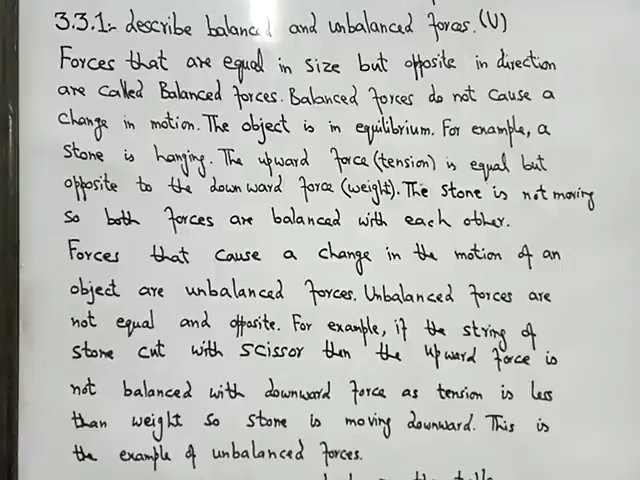 3.3.1:- describe balanced and unbalanced forces. (U)
Forces that are equal in size but opposite in direction
are called Balanced forces. Balanced forces do not cause a
change in motion. The object is in equilibrium. For example, a
stone is hanging. The upward force (tension) is equal but
opposite to the down ward force (weight). The stone is not moving
so both forces are balanced with each other.
Forces that cause a change in the motion of an
object are unbalanced forces. Unbalanced forces are
not equal and opposite. For example, if the string of
stone cut with scissor then the upward force is
not balanced with downward force as tension is less
than weight so stone is moving downward. This is
the example of unbalanced forces.